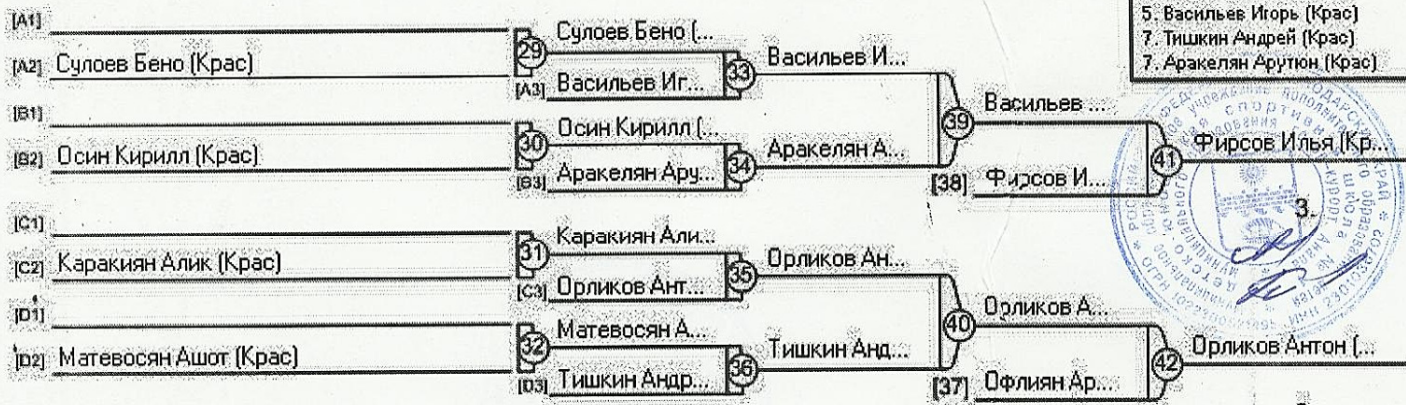 5. Васильев Игорь (Крас)
7. Тишкин Андрей (Крас)
7. Аракелян Арутюн (Крас)
[A1]
[A2] Сулоев Бено (Крас)
29 Сулоев Бено (...
[A3] Васильев Иг...
33 Васильев И...
[B1]
[B2] Осин Кирилл (Крас)
30 Осин Кирилл (...
[B3] Аракелян Ару...
34 Аракелян А...
39 Васильев ...
[38] Фирсов И...
41 Фирсов Илья (Кр...
3.
[C1]
[C2] Каракиян Алик (Крас)
31 Каракиян Али...
[C3] Орликов Ант...
35 Орликов Ан...
[D1]
[D2] Матевосян Ашот (Крас)
32 Матевосян А...
[D3] Тишкин Андр...
36 Тишкин Анд...
40 Орликов А...
[37] Офлиян Ар...
42 Орликов Антон (...